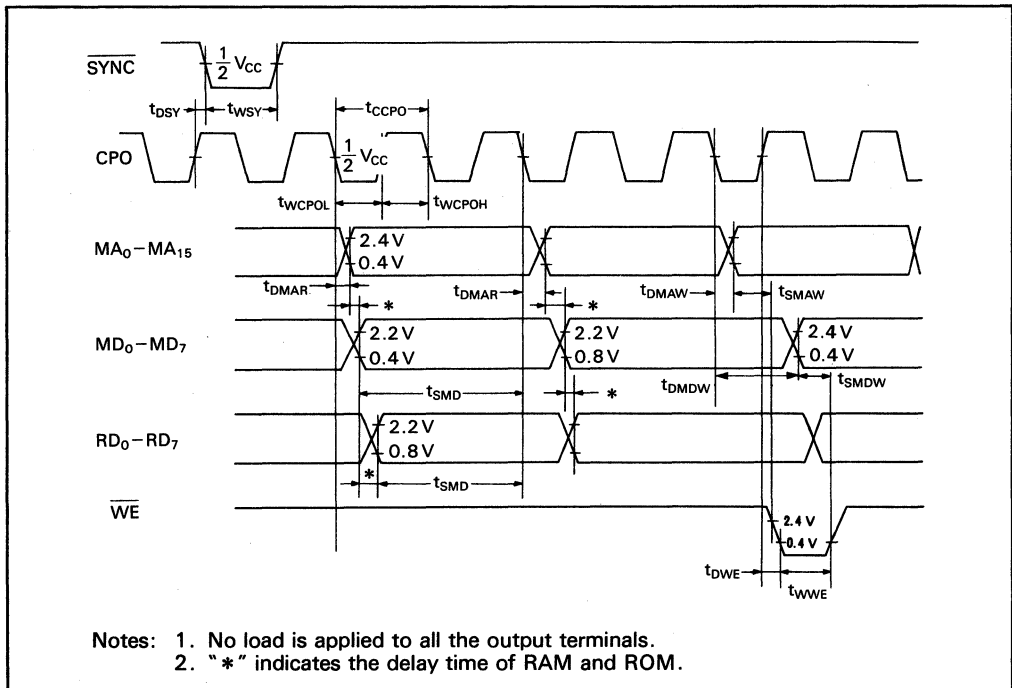 SYNC
1/2 Vcc
tDSY tWSY tCCPO
CPO
1/2 Vcc
tWCPOL tWCPOH
MA0–MA15
2.4 V
0.4 V
tDMAR tDMAR tDMAW tSMAW
* *
MD0–MD7
2.2 V 2.2 V 2.4 V
0.4 V 0.8 V 0.4 V
tSMD * tDMDW tSMDW
RD0–RD7
2.2 V
0.8 V
* tSMD
WE
2.4 V
0.4 V
tDWE tWWE
Notes: 1. No load is applied to all the output terminals.
2. "*" indicates the delay time of RAM and ROM.